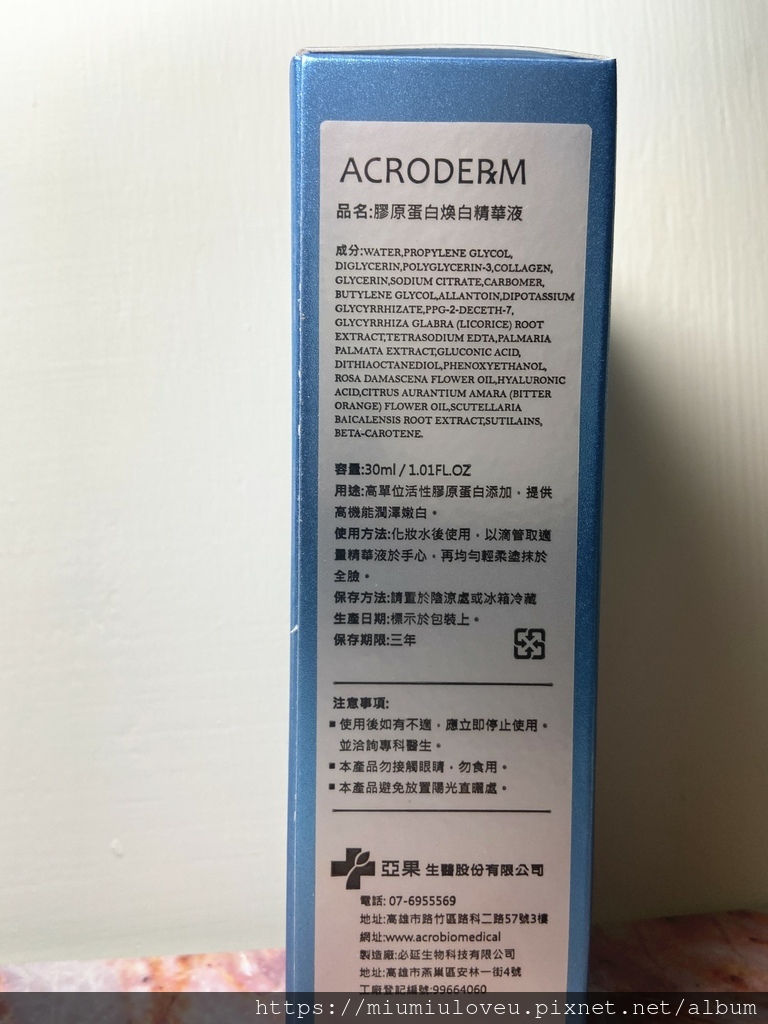 ACRODERxM
品名:膠原蛋白煥白精華液
成分:WATER,PROPYLENE GLYCOL,
DIGLYCERIN,POLYGLYCERIN-3,COLLAGEN,
GLYCERIN,SODIUM CITRATE,CARBOMER,
BUTYLENE GLYCOL,ALLANTOIN,DIPOTASSIUM
GLYCYRRHIZATE,PPG-2-DECETH-7,
GLYCYRRHIZA GLABRA (LICORICE) ROOT
EXTRACT,TETRASODIUM EDTA,PALMARIA
PALMATA EXTRACT,GLUCONIC ACID,
DITHIAOCTANEDIOL,PHENOXYETHANOL,
ROSA DAMASCENA FLOWER OIL,HYALURONIC
ACID,CITRUS AURANTIUM AMARA (BITTER
ORANGE) FLOWER OIL,SCUTELLARIA
BAICALENSIS ROOT EXTRACT,SUTILAINS,
BETA-CAROTENE.
容量:30ml / 1.01FL.OZ
用途:高單位活性膠原蛋白添加，提供
高機能潤澤嫩白。
使用方法:化妝水後使用，以滴管取適
量精華液於手心，再均勻輕柔塗抹於
全臉。
保存方法:請置於陰涼處或冰箱冷藏
生產日期:標示於包裝上。
保存期限:三年
注意事項:
■使用後如有不適，應立即停止使用。
並洽詢專科醫生。
■本產品勿接觸眼睛，勿食用。
■本產品避免放置陽光直曬處。
亞果 生醫股份有限公司
電話: 07-6955569
地址:高雄市路竹區路科二路57號3樓
網址:www.acrobiomedical
製造廠:必延生物科技有限公司
地址:高雄市燕巢區安林一街4號
工廠登記編號:99664060
https://miumiuloveu.pixnet.net/album